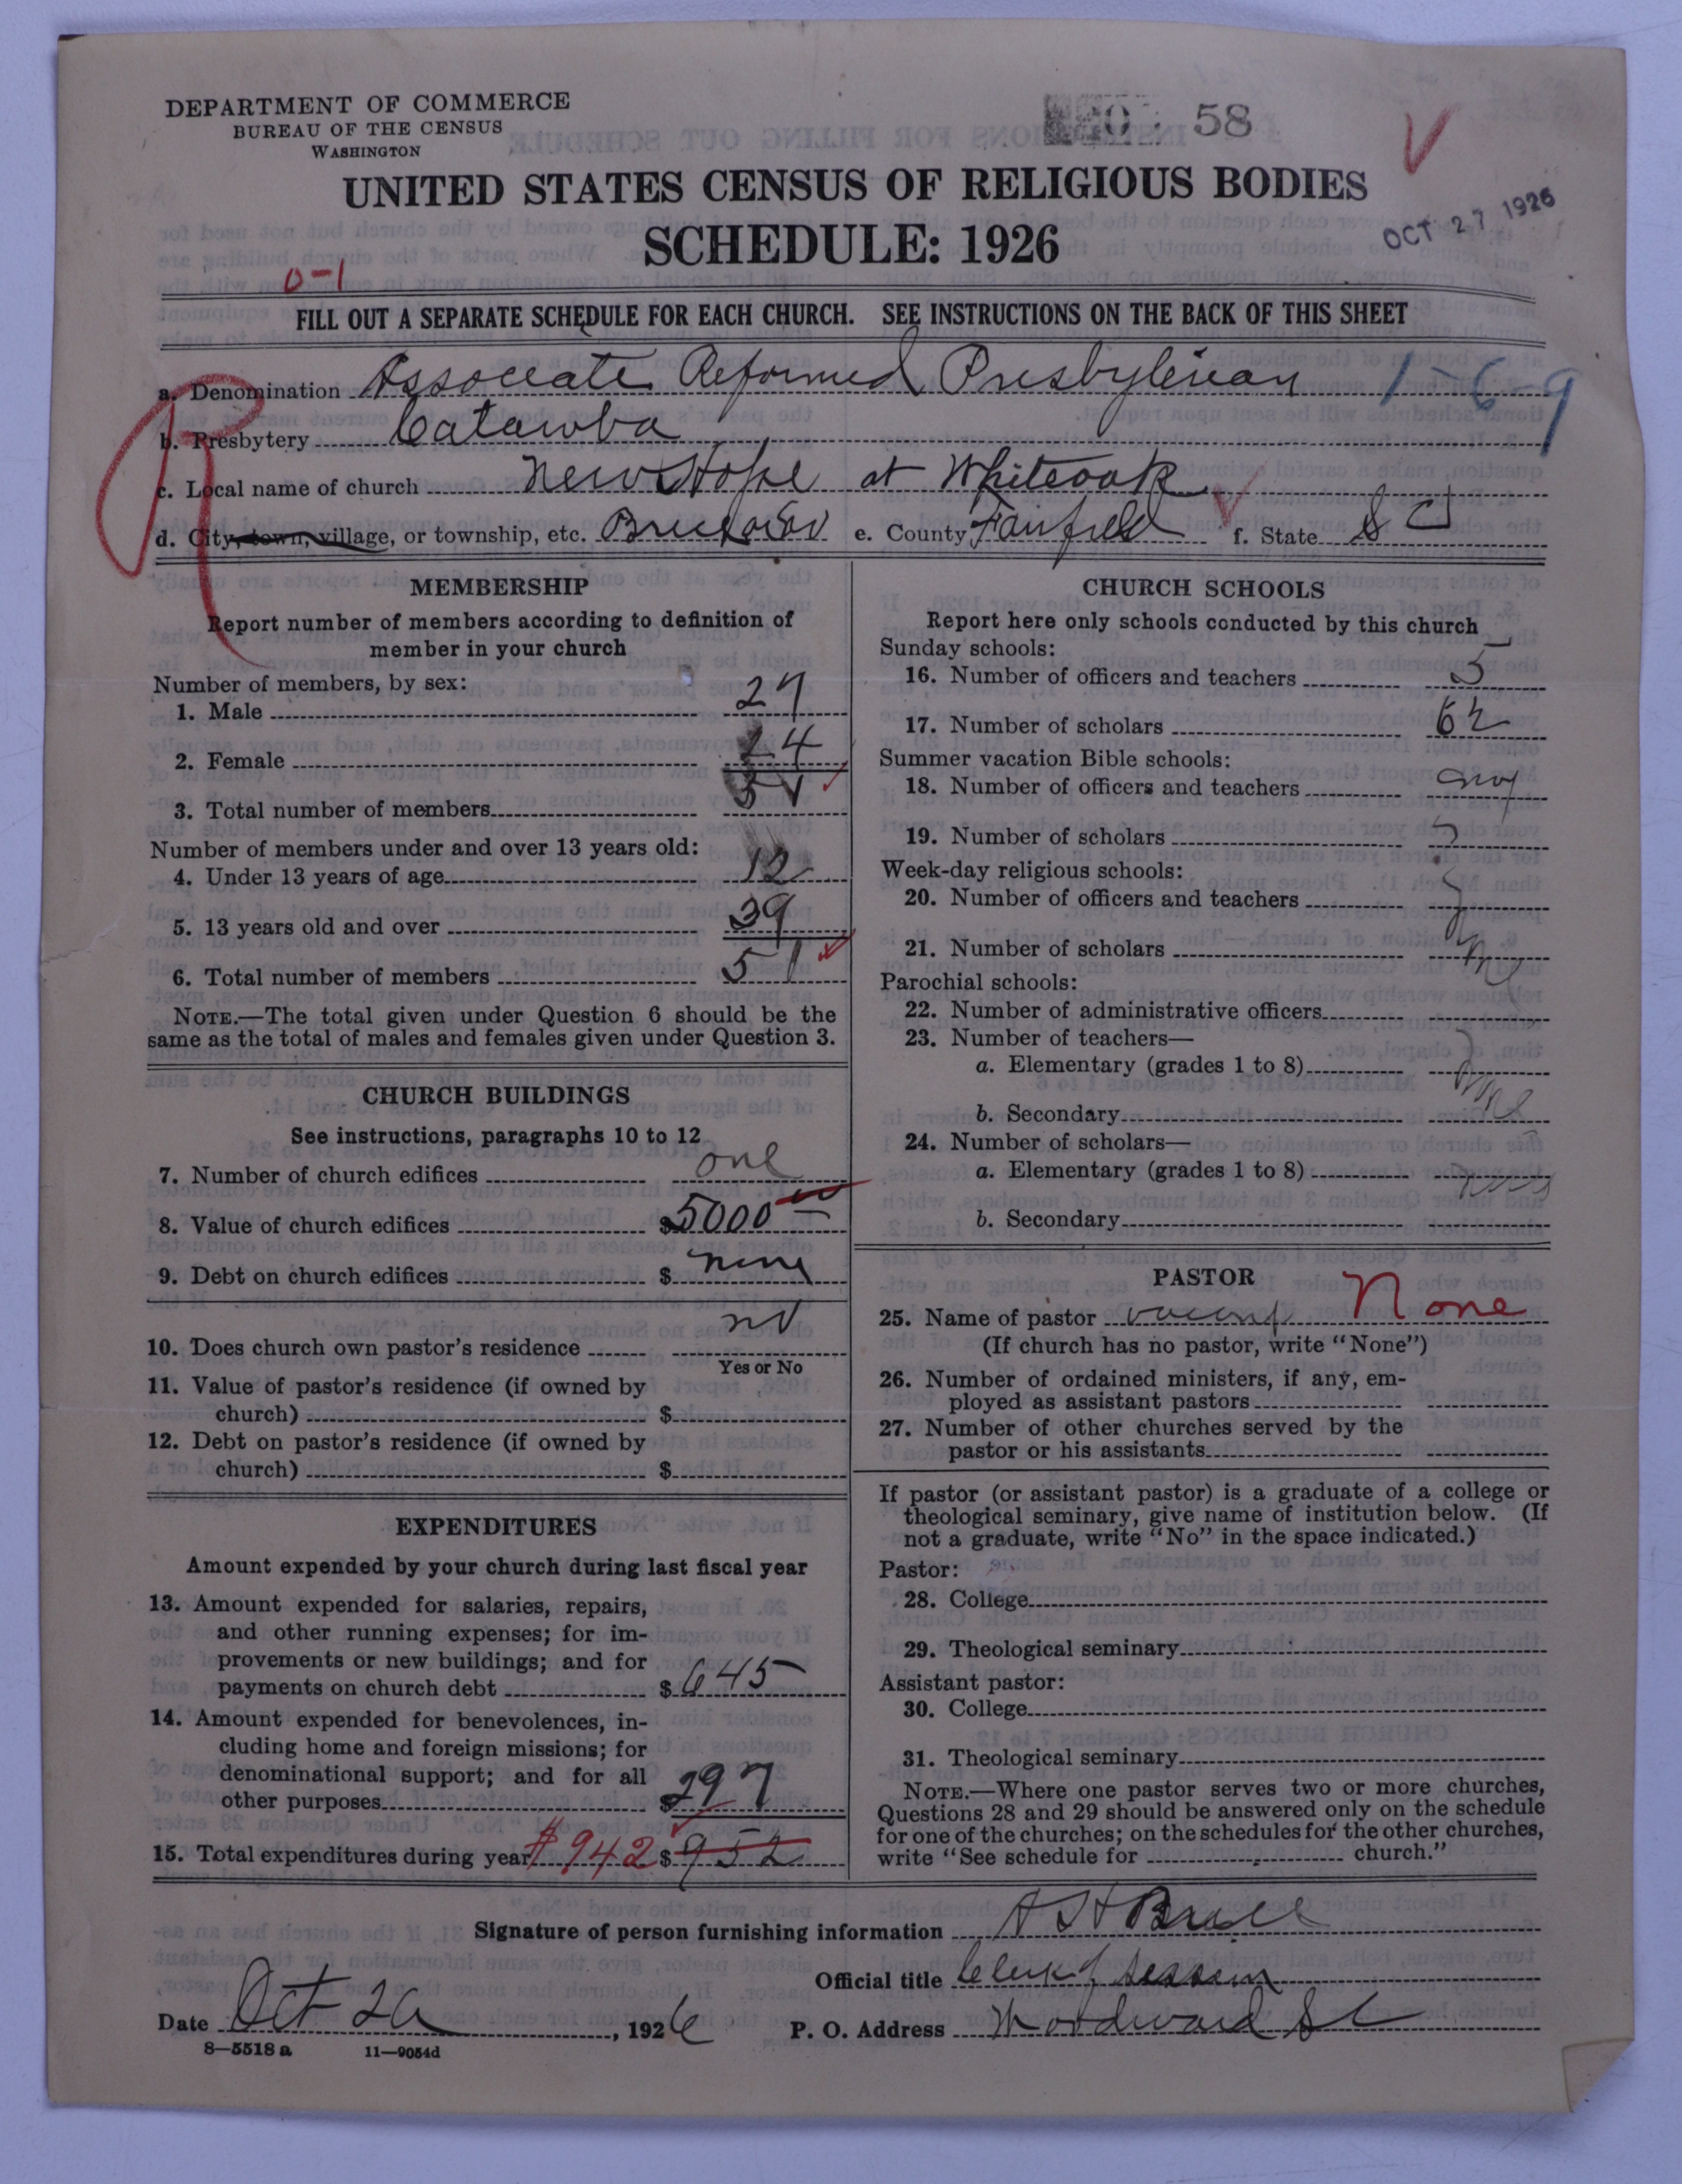 DEPARTMENT OF COMMERCE
BUREAU OF THE CENSUS
WASHINGTON
58
UNITED STATES CENSUS OF RELIGIOUS BODIES
SCHEDULE: 1926
OCT 27 1926
0-1
FILL OUT A SEPARATE SCHEDULE FOR EACH CHURCH. SEE INSTRUCTIONS ON THE BACK OF THIS SHEET
a. Denomination Associate Reformed Presbyterian 1-6-9
b. Presbytery Catawba
c. Local name of church New Hope at Whiteoak
d. City, town, village, or township, etc. e. County Fairfield f. State S C
R
MEMBERSHIP
Report number of members according to definition of
member in your church
Number of members, by sex:
1. Male 27
2. Female 24
3. Total number of members 51
Number of members under and over 13 years old:
4. Under 13 years of age 12
5. 13 years old and over 39
6. Total number of members 51
NOTE.—The total given under Question 6 should be the
same as the total of males and females given under Question 3.
CHURCH BUILDINGS
See instructions, paragraphs 10 to 12
7. Number of church edifices one
8. Value of church edifices $5000 00
9. Debt on church edifices $ none
10. Does church own pastor's residence no
Yes or No
11. Value of pastor's residence (if owned by
church) $
12. Debt on pastor's residence (if owned by
church) $
EXPENDITURES
Amount expended by your church during last fiscal year
13. Amount expended for salaries, repairs,
and other running expenses; for im-
provements or new buildings; and for
payments on church debt $ 645
14. Amount expended for benevolences, in-
cluding home and foreign missions; for
denominational support; and for all
other purposes $ 297
15. Total expenditures during year $942 $ 952
CHURCH SCHOOLS
Report here only schools conducted by this church
Sunday schools:
16. Number of officers and teachers 5
17. Number of scholars 62
Summer vacation Bible schools:
18. Number of officers and teachers
19. Number of scholars
Week-day religious schools:
20. Number of officers and teachers
21. Number of scholars
Parochial schools:
22. Number of administrative officers
23. Number of teachers—
a. Elementary (grades 1 to 8)
b. Secondary
24. Number of scholars—
a. Elementary (grades 1 to 8)
b. Secondary
PASTOR
25. Name of pastor None
(If church has no pastor, write "None")
26. Number of ordained ministers, if any, em-
ployed as assistant pastors
27. Number of other churches served by the
pastor or his assistants
If pastor (or assistant pastor) is a graduate of a college or
theological seminary, give name of institution below. (If
not a graduate, write "No" in the space indicated.)
Pastor:
28. College
29. Theological seminary
Assistant pastor:
30. College
31. Theological seminary
NOTE.—Where one pastor serves two or more churches,
Questions 28 and 29 should be answered only on the schedule
for one of the churches; on the schedules for the other churches,
write "See schedule for church."
Signature of person furnishing information
Official title Clerk of Session
Date Oct 20, 1926 P. O. Address Woodward S C
8—5518 a 11—9054d